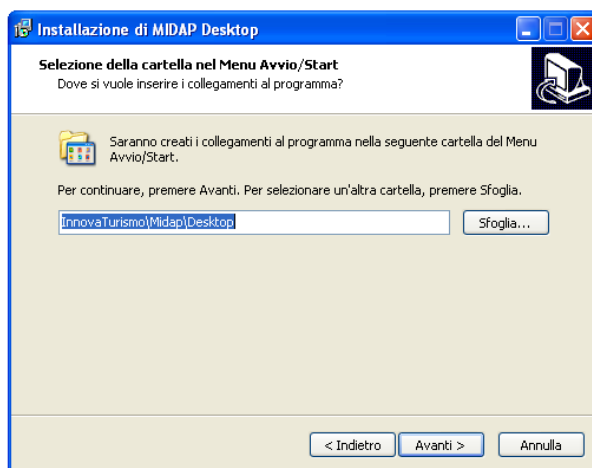 Installazione di MIDAP Desktop
Selezione della cartella nel Menu Avvio/Start
Dove si vuole inserire i collegamenti al programma?
Saranno creati i collegamenti al programma nella seguente cartella del Menu
Avvio/Start.
Per continuare, premere Avanti. Per selezionare un'altra cartella, premere Sfoglia.
InnovaTurismo\Midap\Desktop
Sfoglia...
< Indietro
Avanti >
Annulla